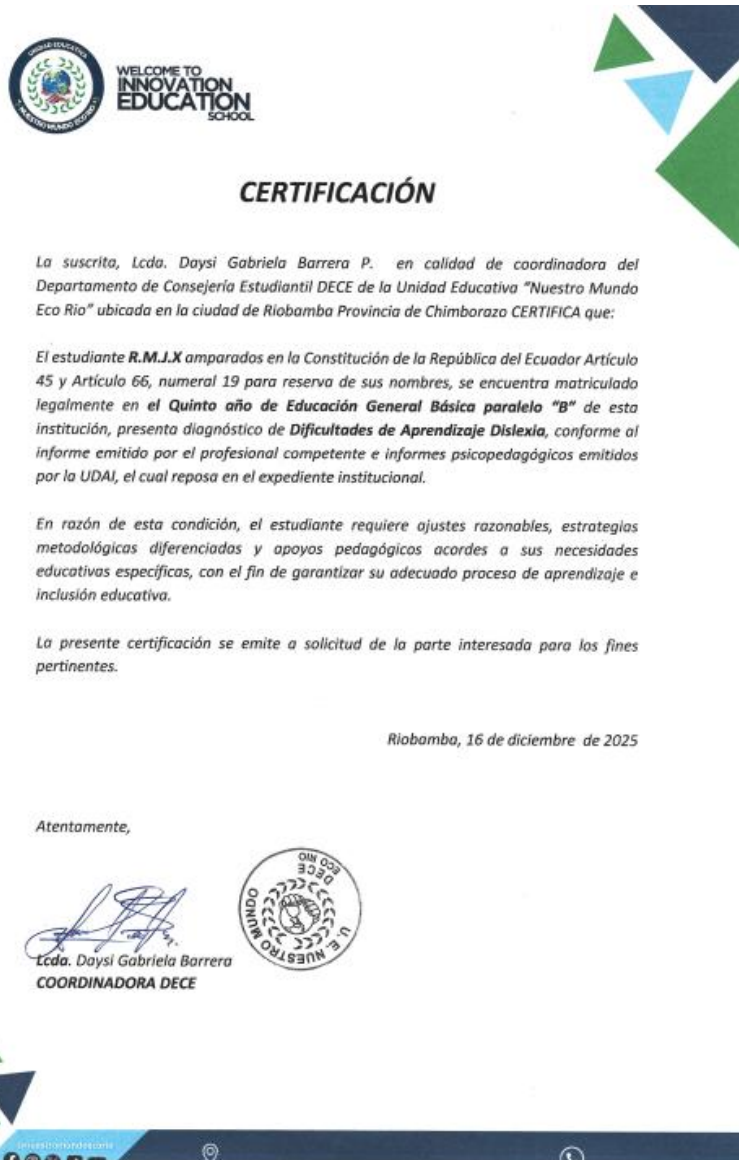 UNIDAD EDUCATIVA
NUESTRO MUNDO ECO RIO
WELCOME TO
INNOVATION
EDUCATION
SCHOOL
CERTIFICACIÓN
La suscrita, Lcda. Daysi Gabriela Barrera P. en calidad de coordinadora del
Departamento de Consejería Estudiantil DECE de la Unidad Educativa “Nuestro Mundo
Eco Rio” ubicada en la ciudad de Riobamba Provincia de Chimborazo CERTIFICA que:
El estudiante R.M.J.X amparados en la Constitución de la República del Ecuador Artículo
45 y Artículo 66, numeral 19 para reserva de sus nombres, se encuentra matriculado
legalmente en el Quinto año de Educación General Básica paralelo “B” de esta
institución, presenta diagnóstico de Dificultades de Aprendizaje Dislexia, conforme al
informe emitido por el profesional competente e informes psicopedagógicos emitidos
por la UDAI, el cual reposa en el expediente institucional.
En razón de esta condición, el estudiante requiere ajustes razonables, estrategias
metodológicas diferenciadas y apoyos pedagógicos acordes a sus necesidades
educativas específicas, con el fin de garantizar su adecuado proceso de aprendizaje e
inclusión educativa.
La presente certificación se emite a solicitud de la parte interesada para los fines
pertinentes.
Riobamba, 16 de diciembre de 2025
Atentamente,
U. E. NUESTRO MUNDO
ECO RIO
DECE
Lcda. Daysi Gabriela Barrera
COORDINADORA DECE